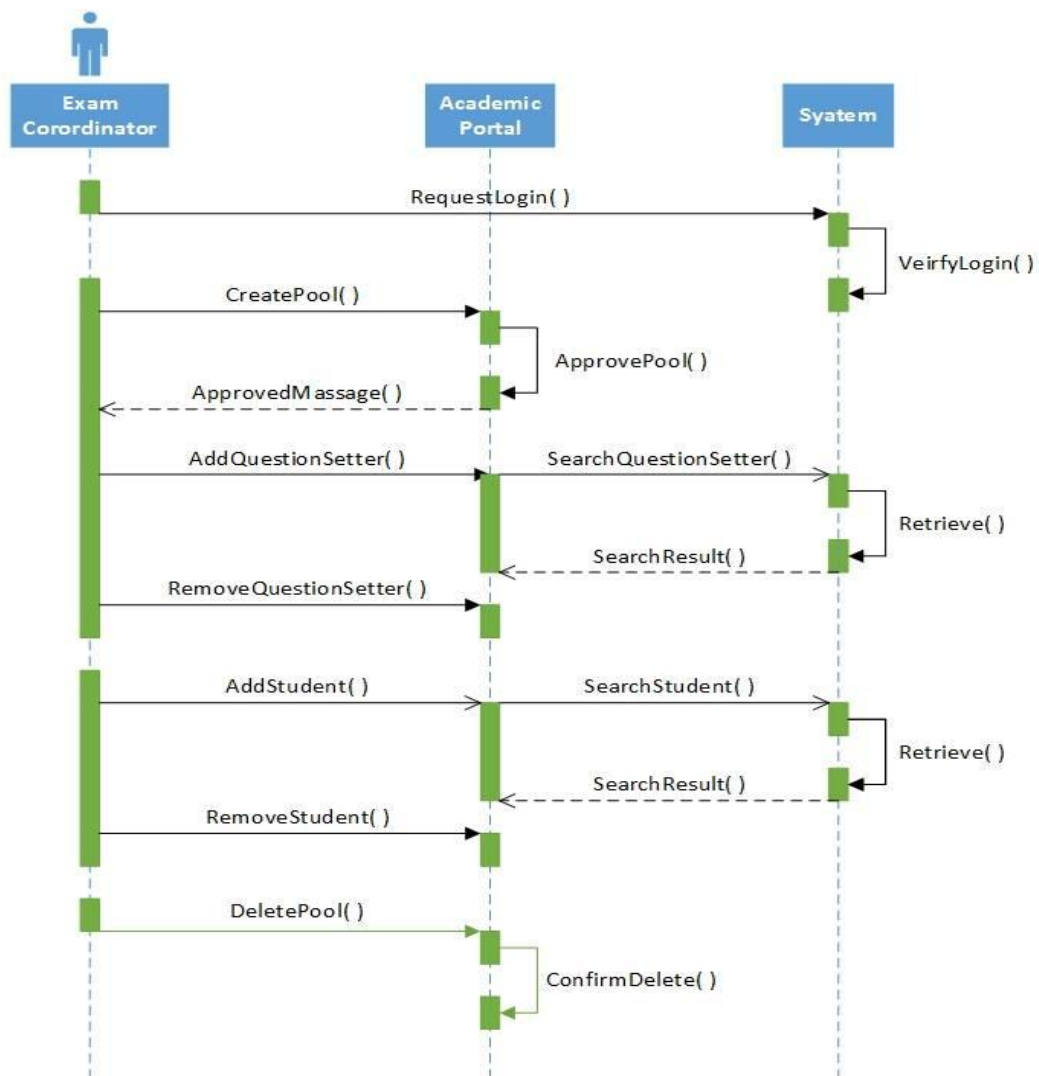 Exam
Corordinator
Academic
Portal
Syatem
RequestLogin( )
VeirfyLogin( )
CreatePool( )
ApprovePool( )
ApprovedMassage( )
AddQuestionSetter( )
SearchQuestionSetter( )
Retrieve( )
SearchResult( )
RemoveQuestionSetter( )
AddStudent( )
SearchStudent( )
Retrieve( )
SearchResult( )
RemoveStudent( )
DeletePool( )
ConfirmDelete( )